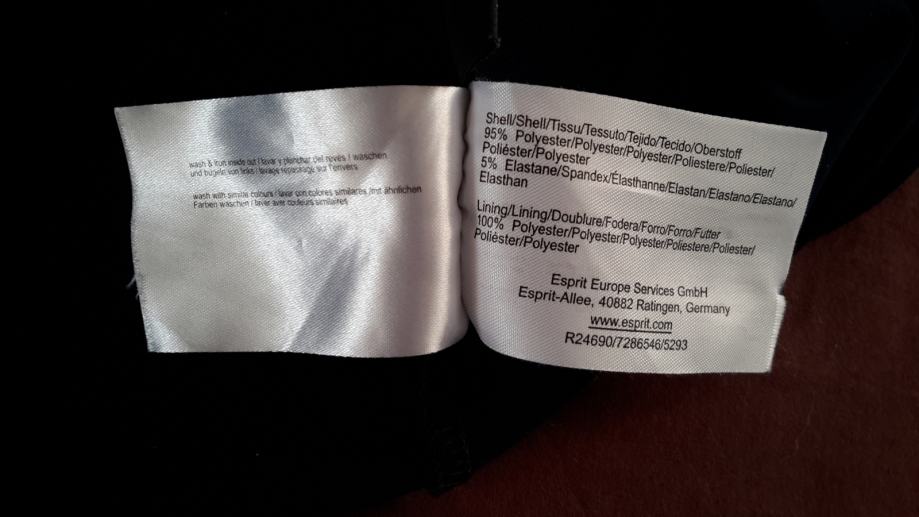 wash & iron inside out / lavar y planchar del revés / waschen
und bügeln von links / lavage repassage sur l'envers
wash with similar colours / lavar con colores similares /mit ähnlichen
Farben waschen / laver avec couleurs similaires
Shell/Shell/Tissu/Tessuto/Tejido/Tecido/Oberstoff
95% Polyester/Polyester/Polyester/Poliestere/Poliester/
Poliéster/Polyester
5% Elastane/Spandex/Élasthanne/Elastan/Elastano/Elastano/
Elasthan
Lining/Lining/Doublure/Fodera/Forro/Forro/Futter
100% Polyester/Polyester/Polyester/Poliestere/Poliester/
Poliéster/Polyester
Esprit Europe Services GmbH
Esprit-Allee, 40882 Ratingen, Germany
www.esprit.com
R24690/7286546/5293